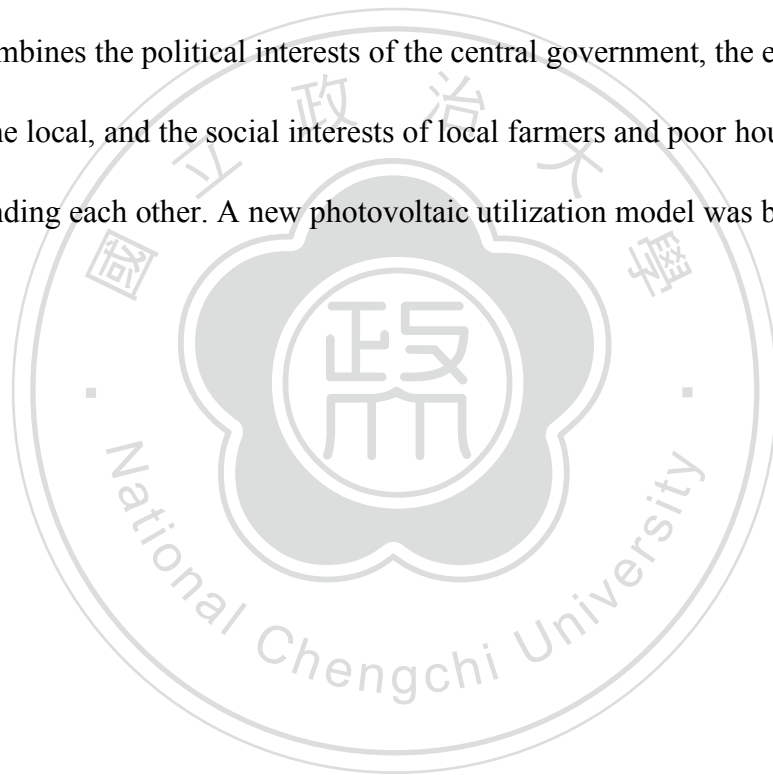 mbines the political interests of the central government, the e
he local, and the social interests of local farmers and poor hou
nding each other. A new photovoltaic utilization model was b
國立政治大學
政
National Chengchi University